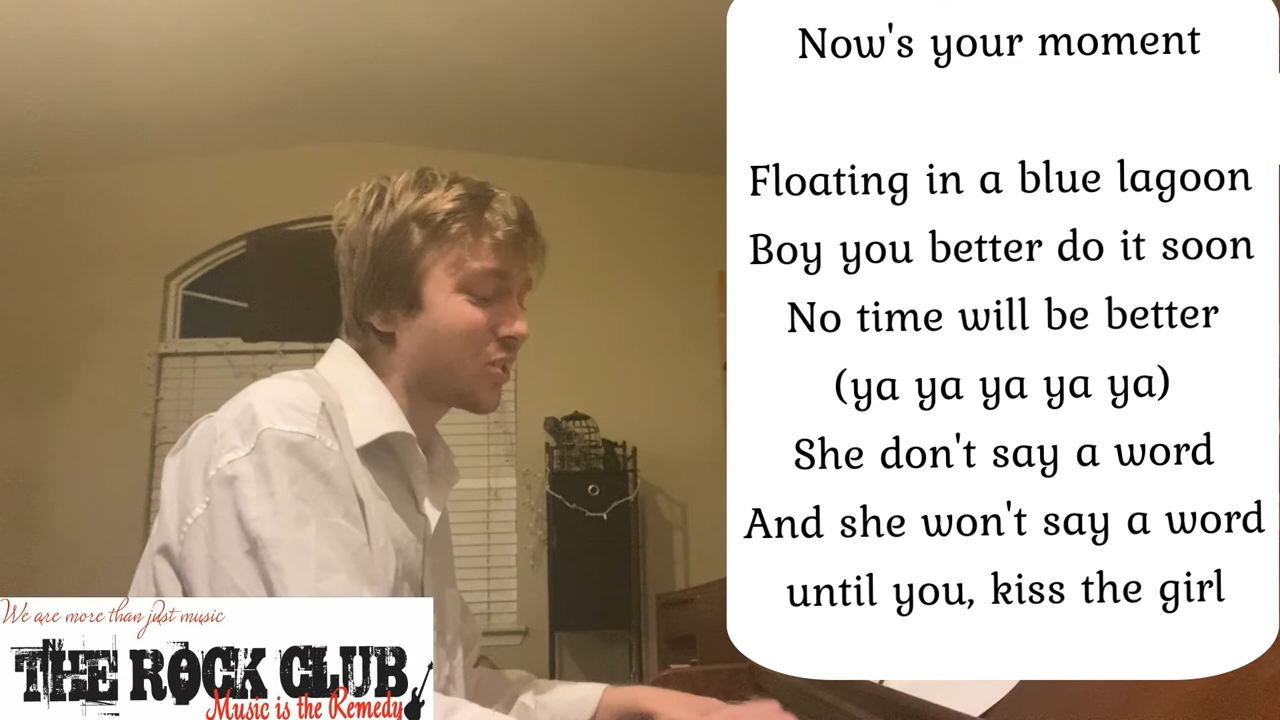 Now's your moment
Floating in a blue lagoon
Boy you better do it soon
No time will be better
(ya ya ya ya ya)
She don't say a word
And she won't say a word
until you, kiss the girl
We are more than just music
THE ROCK CLUB
Music is the Remedy